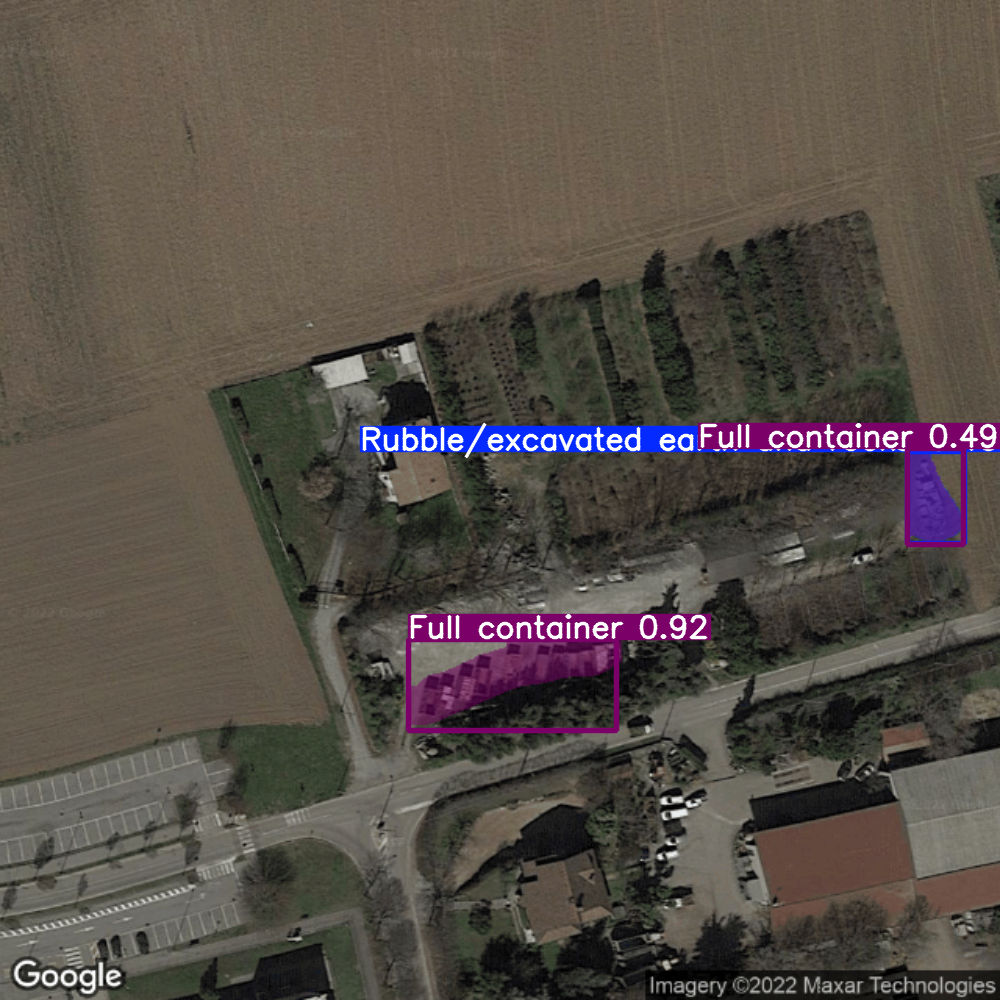 Rubble/excavated ea
Full container 0.49
Full container 0.92
Google
Imagery ©2022 Maxar Technologies